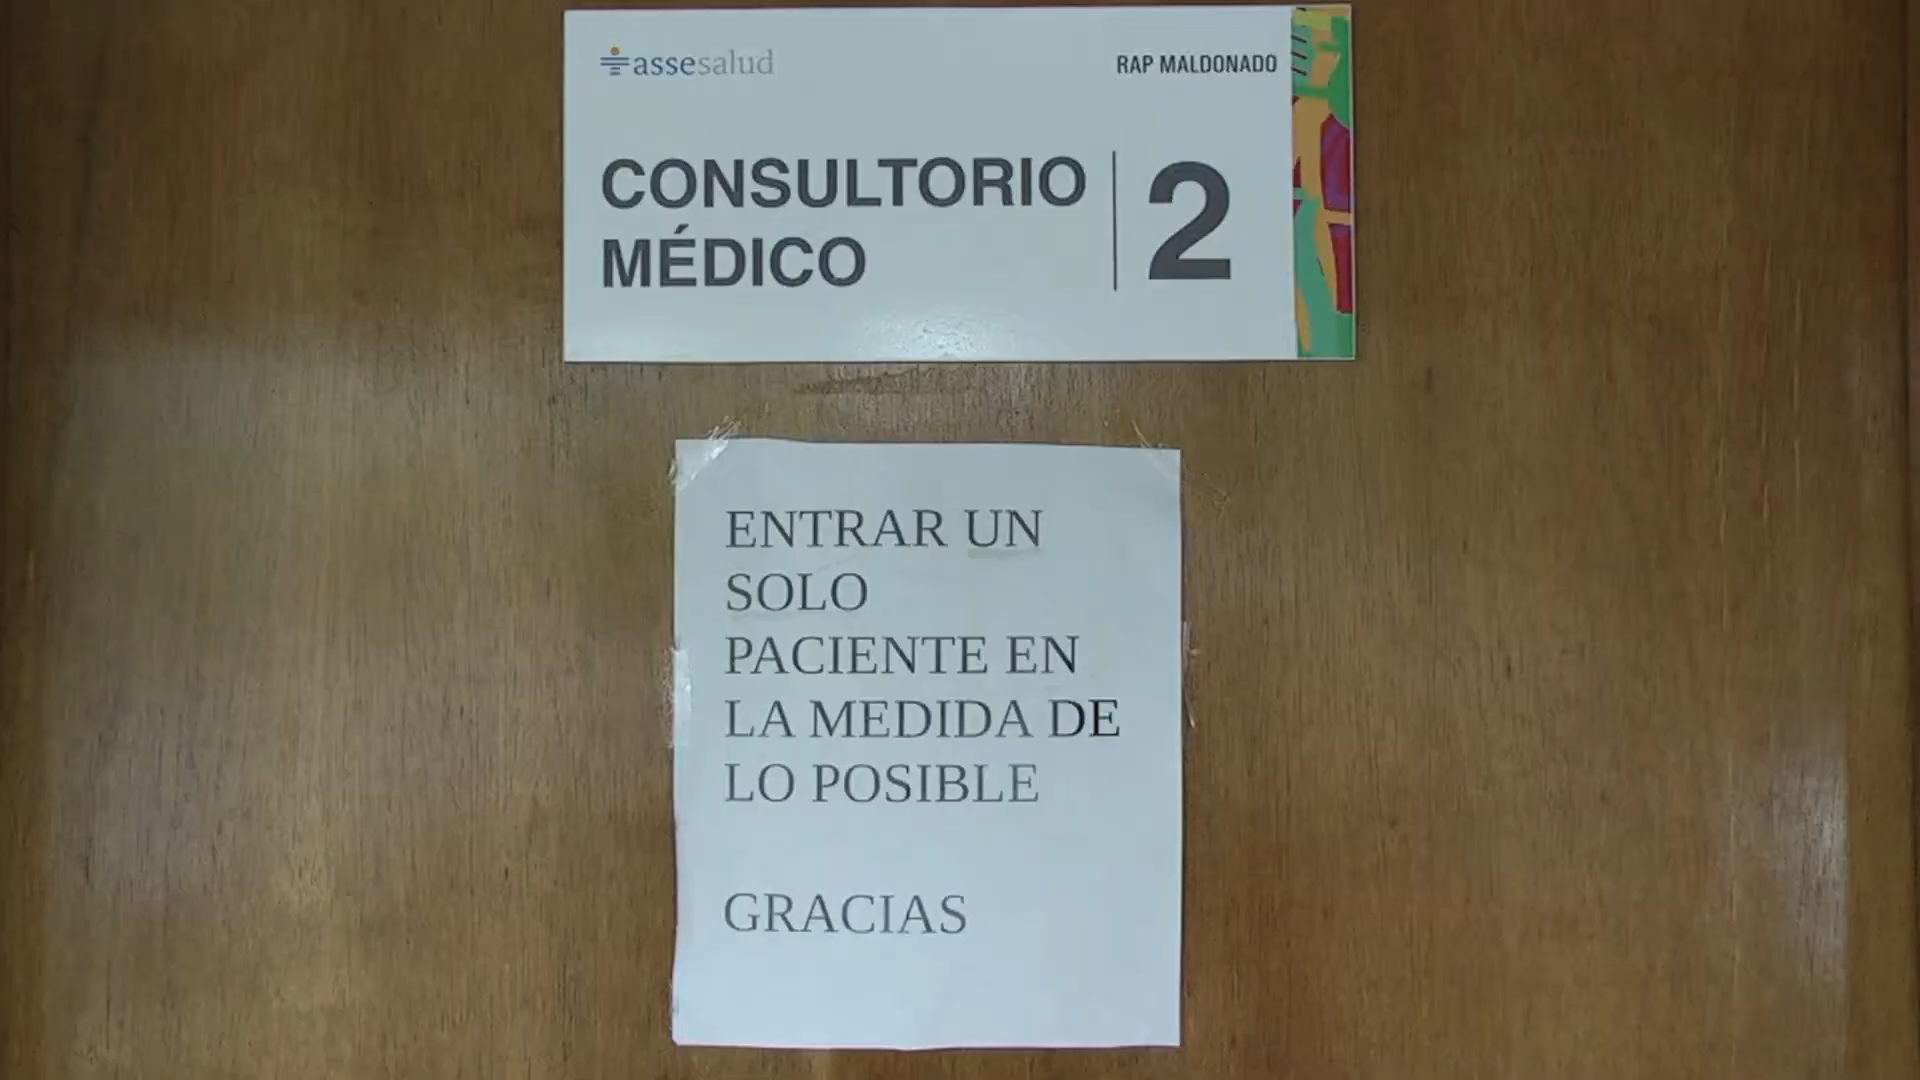 assesalud
RAP MALDONADO
CONSULTORIO
MÉDICO
2
ENTRAR UN
SOLO
PACIENTE EN
LA MEDIDA DE
LO POSIBLE
GRACIAS